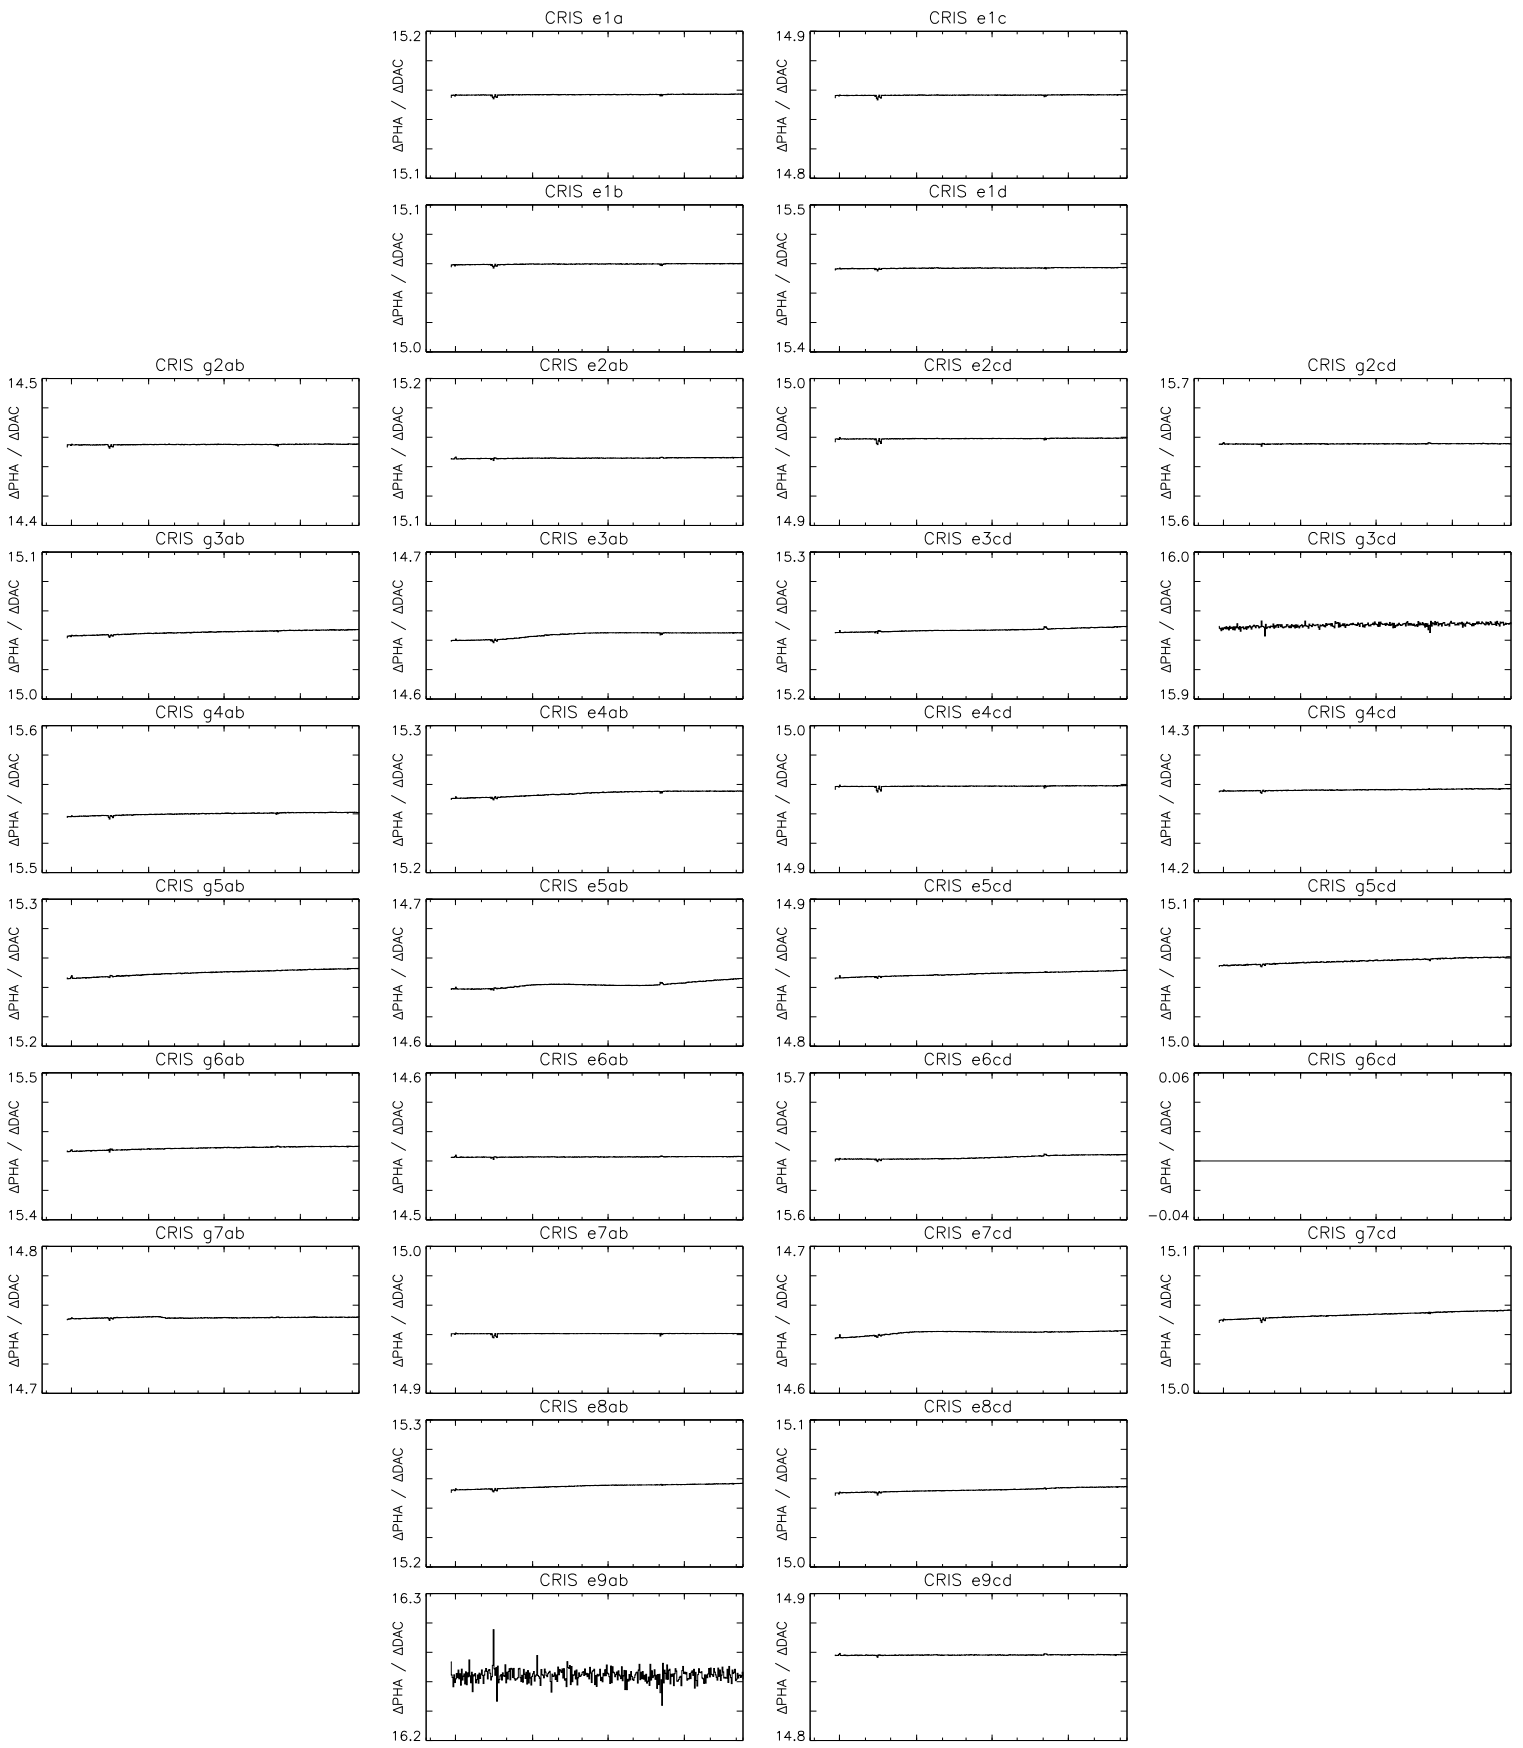 CRIS e1a
15.2
ΔPHA / ΔDAC
15.1
CRIS e1c
14.9
ΔPHA / ΔDAC
14.8
CRIS e1b
15.1
ΔPHA / ΔDAC
15.0
CRIS e1d
15.5
ΔPHA / ΔDAC
15.4
CRIS g2ab
14.5
ΔPHA / ΔDAC
14.4
CRIS e2ab
15.2
ΔPHA / ΔDAC
15.1
CRIS e2cd
15.0
ΔPHA / ΔDAC
14.9
CRIS g2cd
15.7
ΔPHA / ΔDAC
15.6
CRIS g3ab
15.1
ΔPHA / ΔDAC
15.0
CRIS e3ab
14.7
ΔPHA / ΔDAC
14.6
CRIS e3cd
15.3
ΔPHA / ΔDAC
15.2
CRIS g3cd
16.0
ΔPHA / ΔDAC
15.9
CRIS g4ab
15.6
ΔPHA / ΔDAC
15.5
CRIS e4ab
15.3
ΔPHA / ΔDAC
15.2
CRIS e4cd
15.0
ΔPHA / ΔDAC
14.9
CRIS g4cd
14.3
ΔPHA / ΔDAC
14.2
CRIS g5ab
15.3
ΔPHA / ΔDAC
15.2
CRIS e5ab
14.7
ΔPHA / ΔDAC
14.6
CRIS e5cd
14.9
ΔPHA / ΔDAC
14.8
CRIS g5cd
15.1
ΔPHA / ΔDAC
15.0
CRIS g6ab
15.5
ΔPHA / ΔDAC
15.4
CRIS e6ab
14.6
ΔPHA / ΔDAC
14.5
CRIS e6cd
15.7
ΔPHA / ΔDAC
15.6
CRIS g6cd
0.06
ΔPHA / ΔDAC
−0.04
CRIS g7ab
14.8
ΔPHA / ΔDAC
14.7
CRIS e7ab
15.0
ΔPHA / ΔDAC
14.9
CRIS e7cd
14.7
ΔPHA / ΔDAC
14.6
CRIS g7cd
15.1
ΔPHA / ΔDAC
15.0
CRIS e8ab
15.3
ΔPHA / ΔDAC
15.2
CRIS e8cd
15.1
ΔPHA / ΔDAC
15.0
CRIS e9ab
16.3
ΔPHA / ΔDAC
16.2
CRIS e9cd
14.9
ΔPHA / ΔDAC
14.8